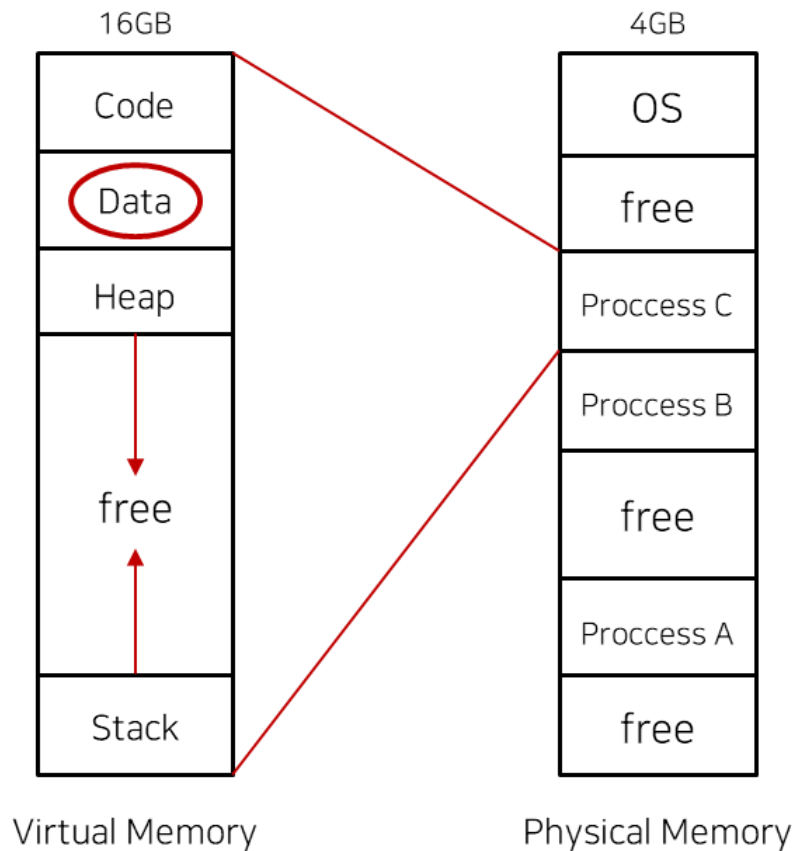 16GB
Code
Data
Heap
free
Stack
Virtual Memory
4GB
OS
free
Proccess C
Proccess B
free
Proccess A
free
Physical Memory